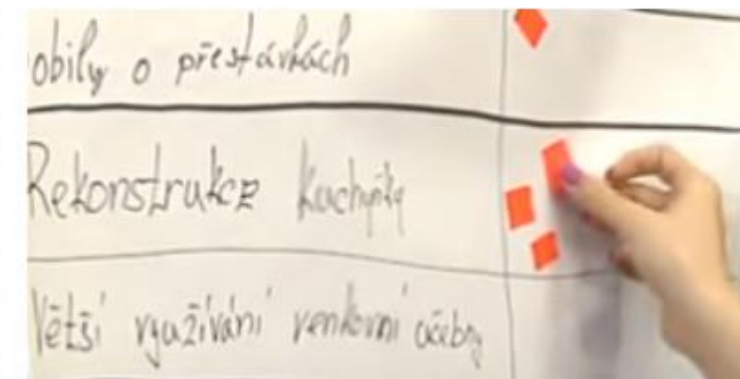 obily o přestávkách
Rekonstrukce kuchyňky
Větší využívání venkovní učebny